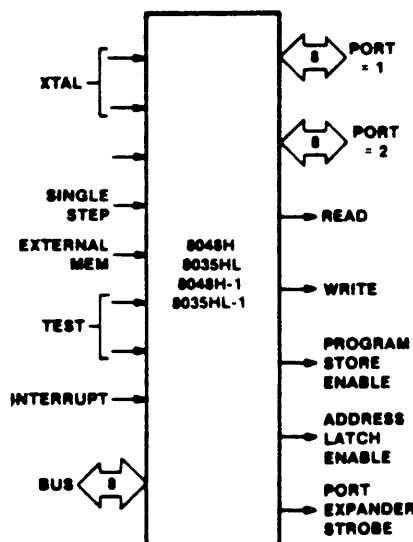 XTAL
SINGLE
STEP
EXTERNAL
MEM
TEST
INTERRUPT
BUS
8
8048H
8035HL
8048H-1
8035HL-1
8
PORT
= 1
8
PORT
= 2
READ
WRITE
PROGRAM
STORE
ENABLE
ADDRESS
LATCH
ENABLE
PORT
EXPANDER
STROBE